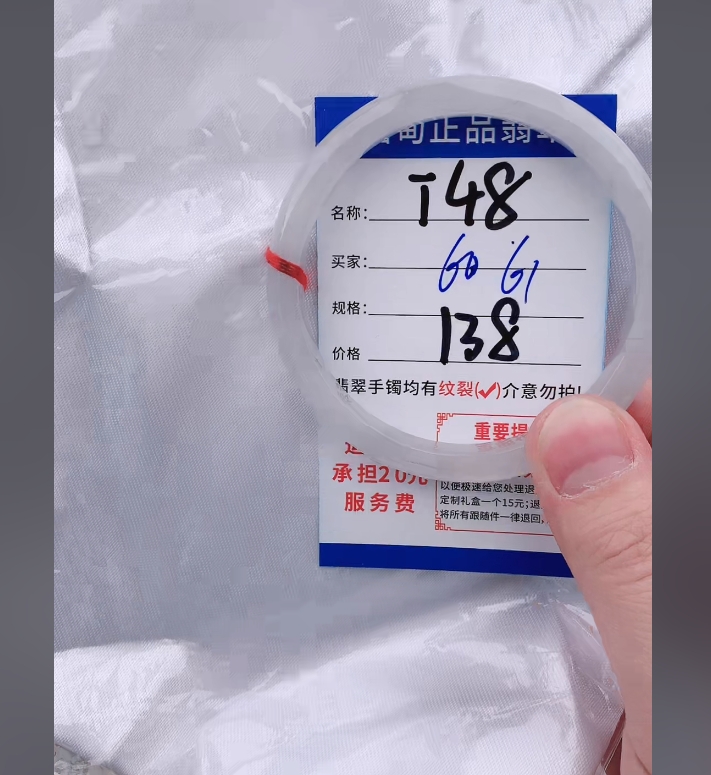 甸正品翡
名称: T48
买家: 60 61
规格:
价格 138
翡翠手镯均有纹裂(✓)介意勿拍!
重要提
承担20元
服务费
以便极速给您处理退
定制礼盒一个15元;退
将所有跟随件一律退回,